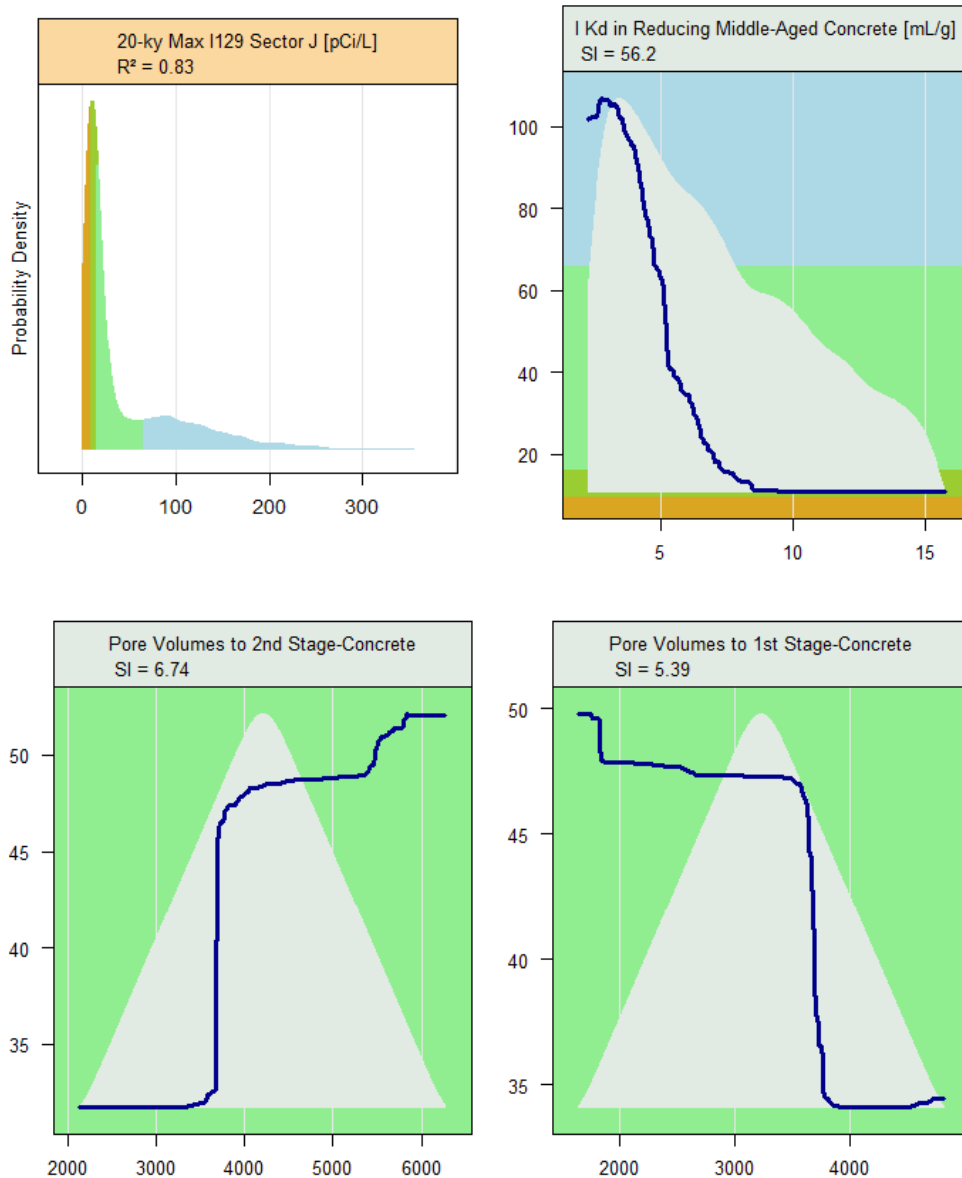 20-ky Max I129 Sector J [pCi/L]
R² = 0.83
Probability Density
0 100 200 300
I Kd in Reducing Middle-Aged Concrete [mL/g]
SI = 56.2
100
80
60
40
20
5 10 15
Pore Volumes to 2nd Stage-Concrete
SI = 6.74
50
45
40
35
2000 3000 4000 5000 6000
Pore Volumes to 1st Stage-Concrete
SI = 5.39
50
45
40
35
2000 3000 4000